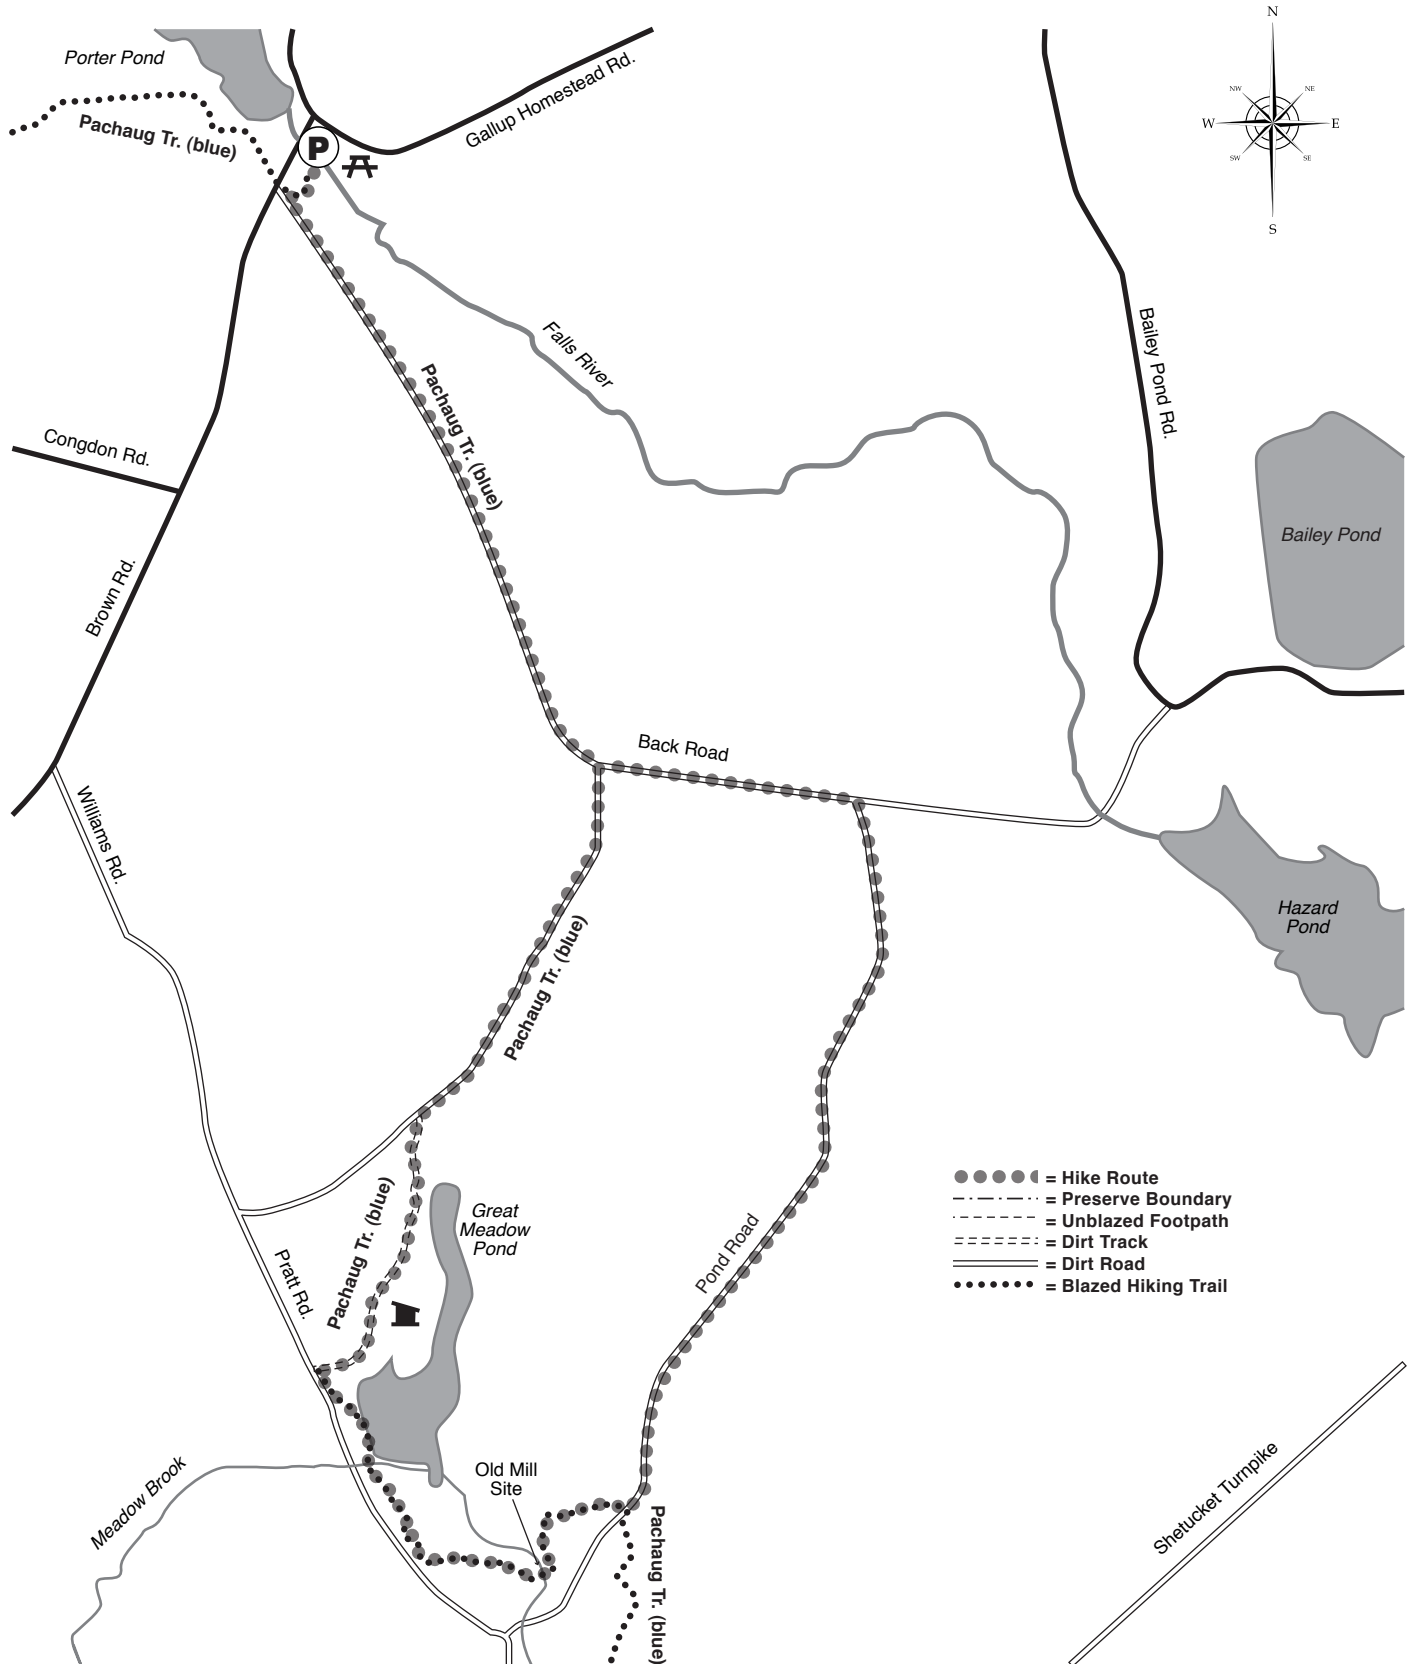 N
Porter Pond
Gallup Homestead Rd.
NW
NE
Pachaug Tr. (blue)
W
E
P
SW
SE
S
Falls River
Bailey Pond Rd.
Pachaug Tr. (blue)
Congdon Rd.
Bailey Pond
Brown Rd.
Back Road
Williams Rd.
Hazard
Pond
Pachaug Tr. (blue)
= Hike Route
= Preserve Boundary
= Unblazed Footpath
= Dirt Track
= Dirt Road
= Blazed Hiking Trail
Pachaug Tr. (blue)
Great
Meadow
Pond
Pond Road
Pratt Rd.
Meadow Brook
Old Mill
Site
Shetucket Turnpike
Pachaug Tr. (blue)